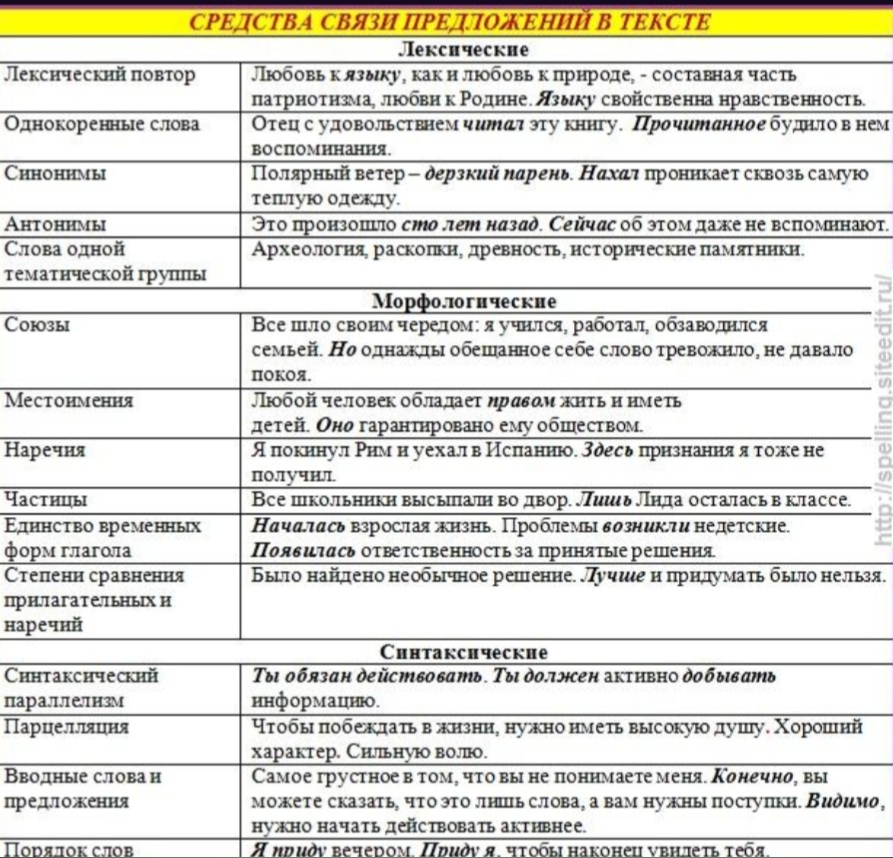 СРЕДСТВА СВЯЗИ ПРЕДЛОЖЕНИЙ В ТЕКСТЕ
Лексические
Лексический повтор
Любовь к языку, как и любовь к природе, - составная часть
патриотизма, любви к Родине. Языку свойственна нравственность.
Однокоренные слова
Отец с удовольствием читал эту книгу. Прочитанное будило в нем
воспоминания.
Синонимы
Полярный ветер – дерзкий парень. Нахал проникает сквозь самую
теплую одежду.
Антонимы
Это произошло сто лет назад. Сейчас об этом даже не вспоминают.
Слова одной
тематической группы
Археология, раскопки, древность, исторические памятники.
Морфологические
Союзы
Все шло своим чередом: я учился, работал, обзаводился
семьей. Но однажды обещанное себе слово тревожило, не давало
покоя.
Местоимения
Любой человек обладает правом жить и иметь
детей. Оно гарантировано ему обществом.
Наречия
Я покинул Рим и уехал в Испанию. Здесь признания я тоже не
получил.
Частицы
Все школьники высыпали во двор. Лишь Лида осталась в классе.
Единство временных
форм глагола
Началась взрослая жизнь. Проблемы возникли недетские.
Появилась ответственность за принятые решения.
Степени сравнения
прилагательных и
наречий
Было найдено необычное решение. Лучше и придумать было нельзя.
Синтаксические
Синтаксический
параллелизм
Ты обязан действовать. Ты должен активно добывать
информацию.
Парцелляция
Чтобы побеждать в жизни, нужно иметь высокую душу. Хороший
характер. Сильную волю.
Вводные слова и
предложения
Самое грустное в том, что вы не понимаете меня. Конечно, вы
можете сказать, что это лишь слова, а вам нужны поступки. Видимо,
нужно начать действовать активнее.
Порядок слов
Я приду вечером. Приду я, чтобы наконец увидеть тебя.
http://spelling.siteedit.ru/